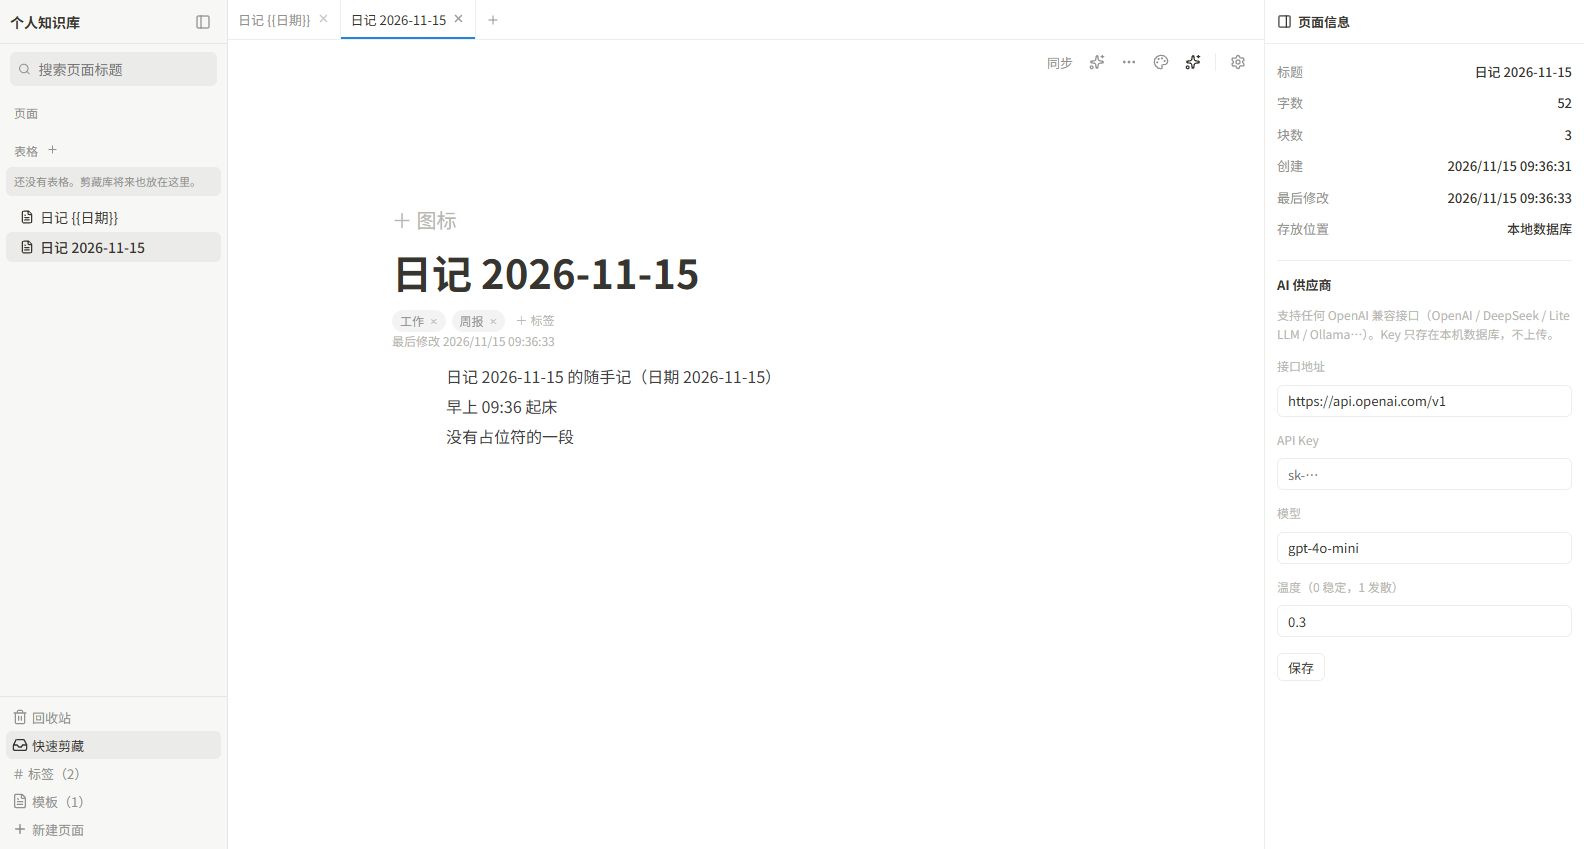 个人知识库
搜索页面标题
页面
表格
还没有表格。剪藏库将来也放在这里。
日记 {{日期}}
日记 2026-11-15
回收站
快速剪藏
# 标签（2）
模板（1）
新建页面
日记 {{日期}}
日记 2026-11-15
同步
图标
日记 2026-11-15
工作 ×
周报 ×
标签
最后修改 2026/11/15 09:36:33
日记 2026-11-15 的随手记（日期 2026-11-15）
早上 09:36 起床
没有占位符的一段
页面信息
标题 日记 2026-11-15
字数 52
块数 3
创建 2026/11/15 09:36:31
最后修改 2026/11/15 09:36:33
存放位置 本地数据库
AI 供应商
支持任何 OpenAI 兼容接口（OpenAI / DeepSeek / Lite
LLM / Ollama…）。Key 只存在本机数据库，不上传。
接口地址
https://api.openai.com/v1
API Key
sk-…
模型
gpt-4o-mini
温度（0 稳定，1 发散）
0.3
保存